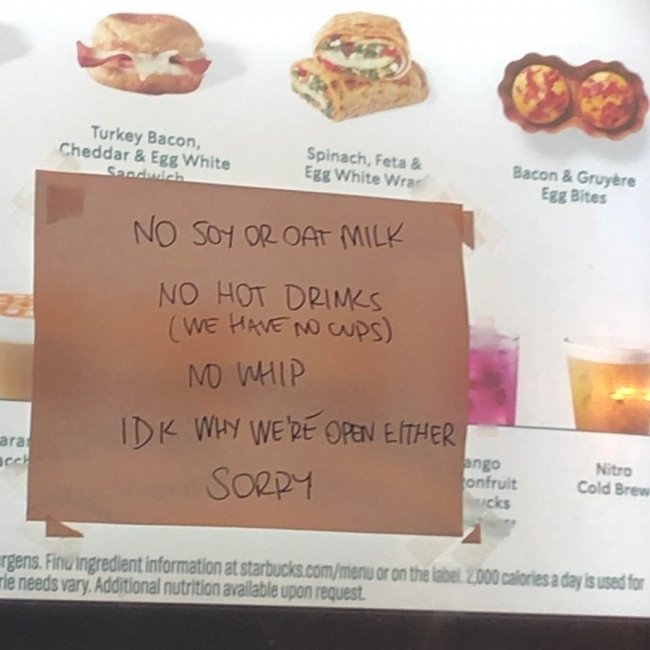 Turkey Bacon,
Cheddar & Egg White
Sandwich
Spinach, Feta &
Egg White
Bacon & Gruyère
Egg Bites
NO SOY OR OAT MILK
NO HOT DRINKS
(WE HAVE NO CUPS)
NO WHIP
IDK WHY WE'RE OPEN EITHER
SORRY
Nitro
Cold Brew
Find ingredient information at starbucks.com/menu or on the label. 2,000 calories a day is used for
needs vary. Additional nutrition available upon request.